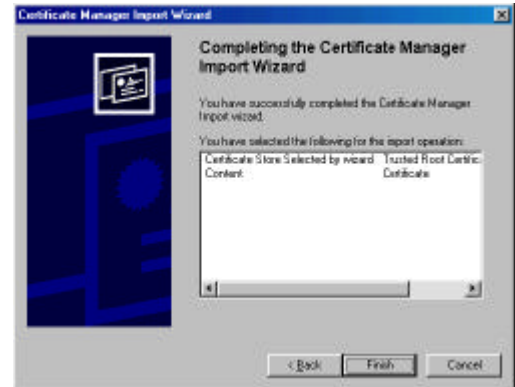 Certificate Manager Import Wizard
Completing the Certificate Manager
Import Wizard
You have successfully completed the Certificate Manager
Import wizard.
You have selected the following for the import operation:
Certificate Store Selected by wizard Trusted Root Certific
Content Certificate
< Back Finish Cancel